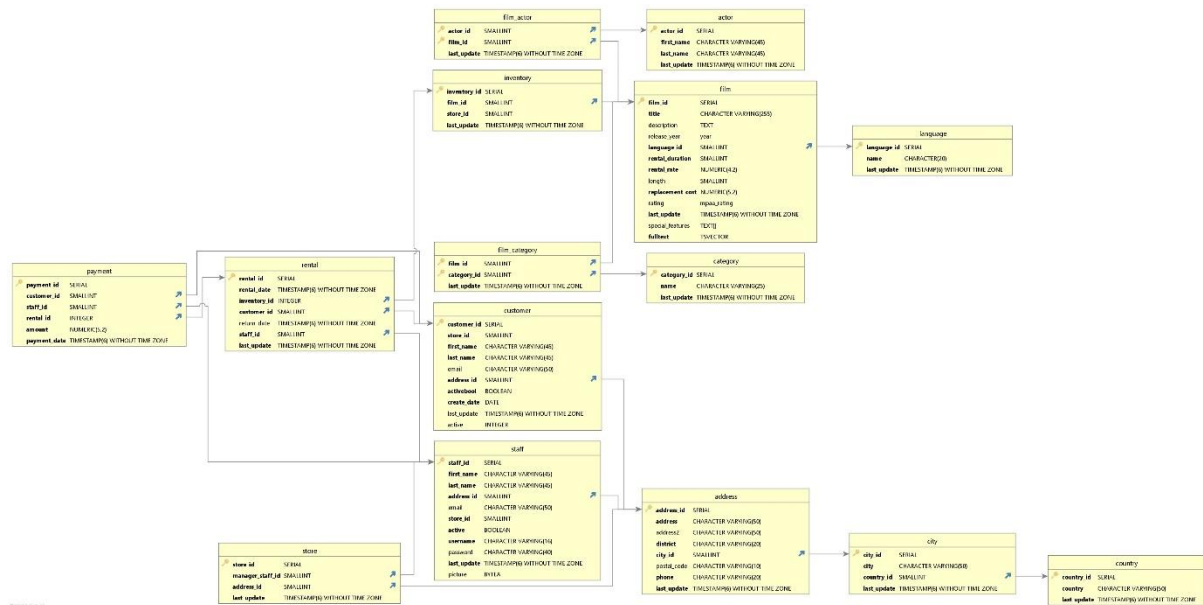 film_actor
actor_id SMALLINT
film_id SMALLINT
last_update TIMESTAMP(6) WITHOUT TIME ZONE
actor
actor_id SERIAL
first_name CHARACTER VARYING(45)
last_name CHARACTER VARYING(45)
last_update TIMESTAMP(6) WITHOUT TIME ZONE
inventory
inventory_id SERIAL
film_id SMALLINT
store_id SMALLINT
last_update TIMESTAMP(6) WITHOUT TIME ZONE
film
film_id SERIAL
title CHARACTER VARYING(255)
description TEXT
release_year year
language_id SMALLINT
rental_duration SMALLINT
rental_rate NUMERIC(4,2)
length SMALLINT
replacement_cost NUMERIC(5,2)
rating mpaa_rating
last_update TIMESTAMP(6) WITHOUT TIME ZONE
special_features TEXT[]
fulltext TSVECTOR
language
language_id SERIAL
name CHARACTER(20)
last_update TIMESTAMP(6) WITHOUT TIME ZONE
film_category
film_id SMALLINT
category_id SMALLINT
last_update TIMESTAMP(6) WITHOUT TIME ZONE
category
category_id SERIAL
name CHARACTER VARYING(25)
last_update TIMESTAMP(6) WITHOUT TIME ZONE
payment
payment_id SERIAL
customer_id SMALLINT
staff_id SMALLINT
rental_id INTEGER
amount NUMERIC(5,2)
payment_date TIMESTAMP(6) WITHOUT TIME ZONE
rental
rental_id SERIAL
rental_date TIMESTAMP(6) WITHOUT TIME ZONE
inventory_id INTEGER
customer_id SMALLINT
return_date TIMESTAMP(6) WITHOUT TIME ZONE
staff_id SMALLINT
last_update TIMESTAMP(6) WITHOUT TIME ZONE
customer
customer_id SERIAL
store_id SMALLINT
first_name CHARACTER VARYING(45)
last_name CHARACTER VARYING(45)
email CHARACTER VARYING(50)
address_id SMALLINT
activebool BOOLEAN
create_date DATE
last_update TIMESTAMP(6) WITHOUT TIME ZONE
active INTEGER
staff
staff_id SERIAL
first_name CHARACTER VARYING(45)
last_name CHARACTER VARYING(45)
address_id SMALLINT
email CHARACTER VARYING(50)
store_id SMALLINT
active BOOLEAN
username CHARACTER VARYING(16)
password CHARACTER VARYING(40)
last_update TIMESTAMP(6) WITHOUT TIME ZONE
picture BYTEA
store
store_id SERIAL
manager_staff_id SMALLINT
address_id SMALLINT
last_update TIMESTAMP(6) WITHOUT TIME ZONE
address
address_id SERIAL
address CHARACTER VARYING(50)
address2 CHARACTER VARYING(50)
district CHARACTER VARYING(20)
city_id SMALLINT
postal_code CHARACTER VARYING(10)
phone CHARACTER VARYING(20)
last_update TIMESTAMP(6) WITHOUT TIME ZONE
city
city_id SERIAL
city CHARACTER VARYING(50)
country_id SMALLINT
last_update TIMESTAMP(6) WITHOUT TIME ZONE
country
country_id SERIAL
country CHARACTER VARYING(50)
last_update TIMESTAMP(6) WITHOUT TIME ZONE